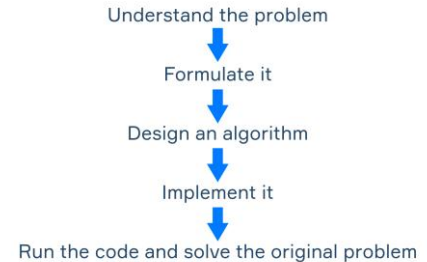 Understand the problem
Formulate it
Design an algorithm
Implement it
Run the code and solve the original problem